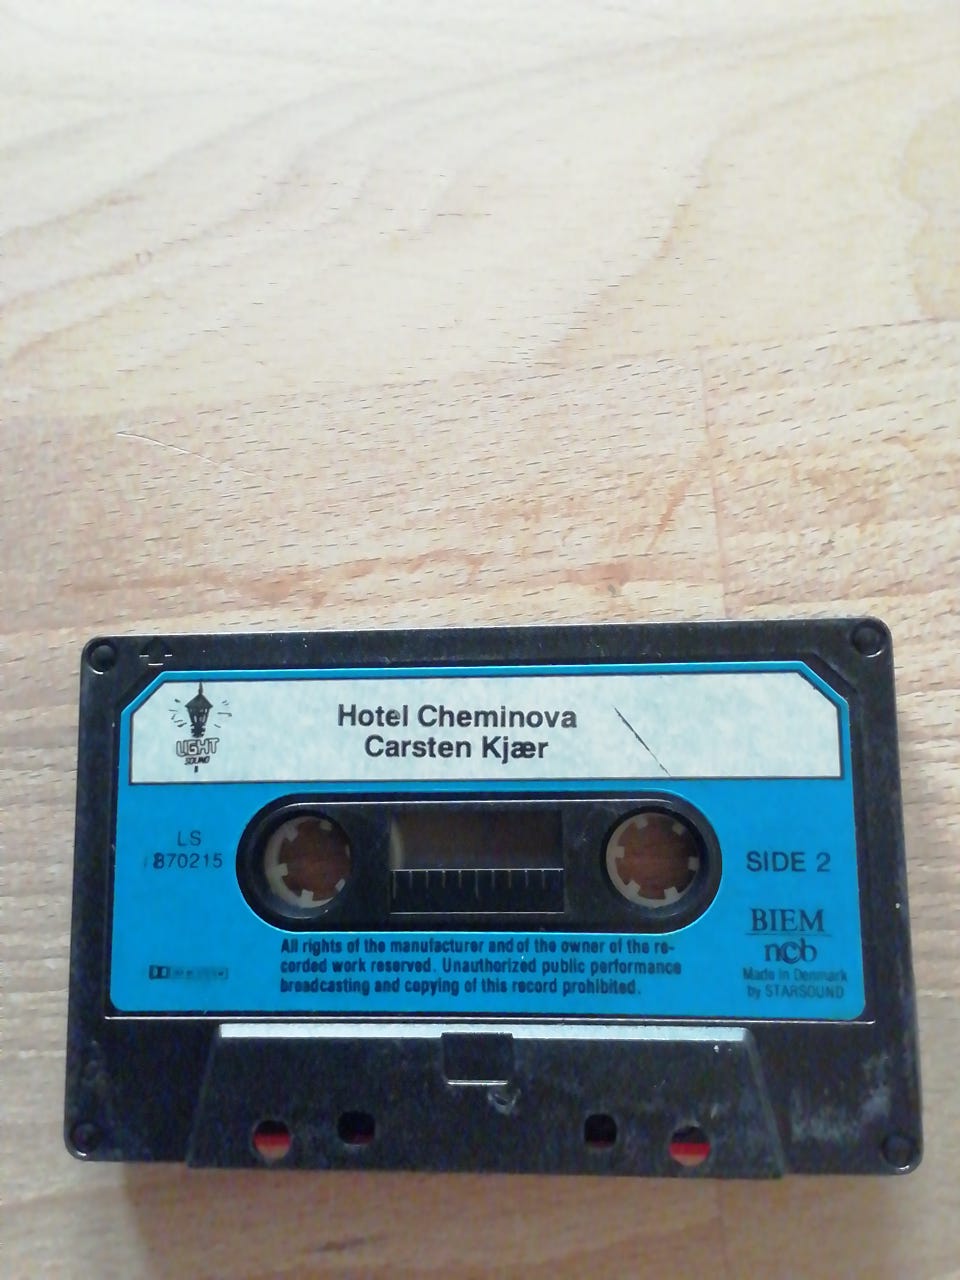 Hotel Cheminova
Carsten Kjær
LIGHT
SOUND
LS
870215
SIDE 2
BIEM
ncb
Made in Denmark
by STARSOUND
All rights of the manufacturer and of the owner of the re-
corded work reserved. Unauthorized public performance
broadcasting and copying of this record prohibited.